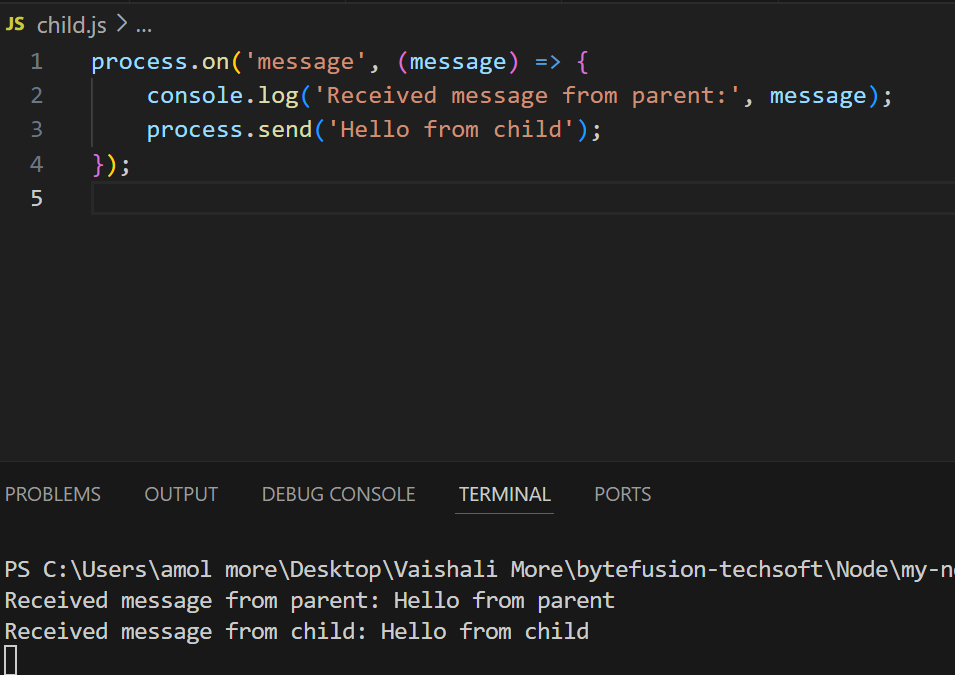 JS child.js > ...
1 process.on('message', (message) => {
2 console.log('Received message from parent:', message);
3 process.send('Hello from child');
4 });
5
PROBLEMS OUTPUT DEBUG CONSOLE TERMINAL PORTS
PS C:\Users\amol more\Desktop\Vaishali More\bytefusion-techsoft\Node\my-n
Received message from parent: Hello from parent
Received message from child: Hello from child